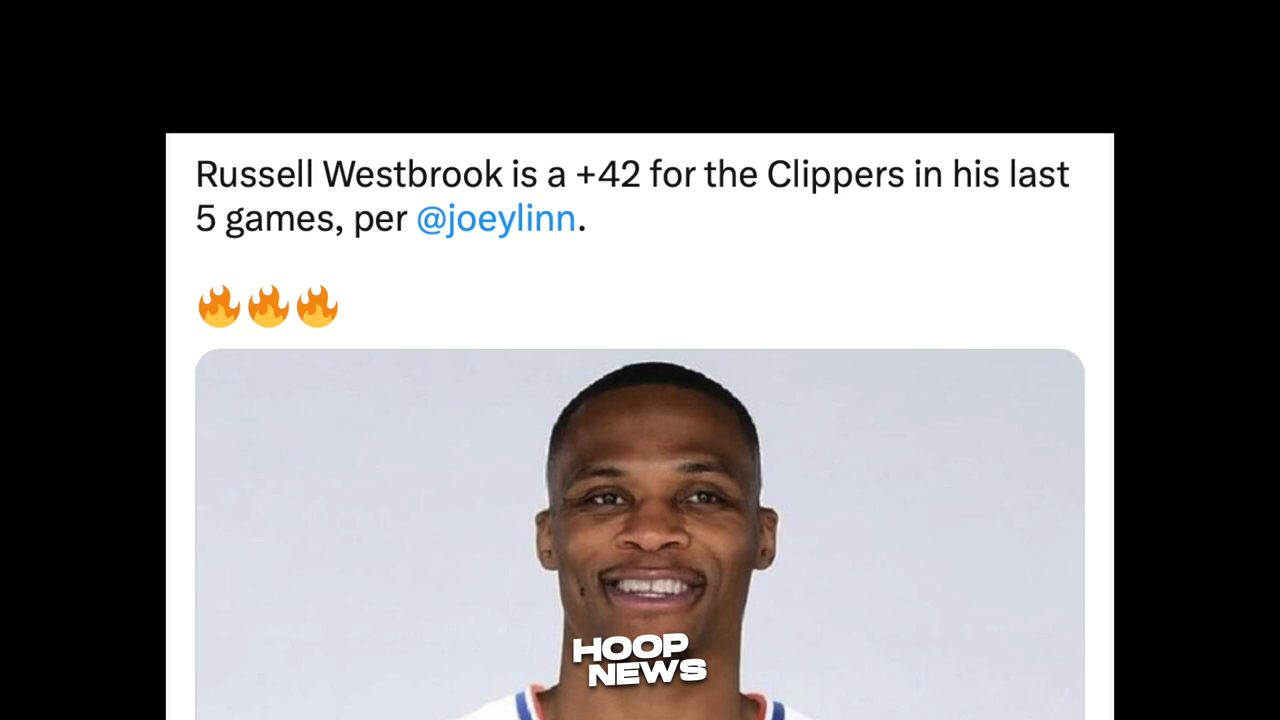 Russell Westbrook is a +42 for the Clippers in his last
5 games, per @joeylinn.
HOOP
NEWS